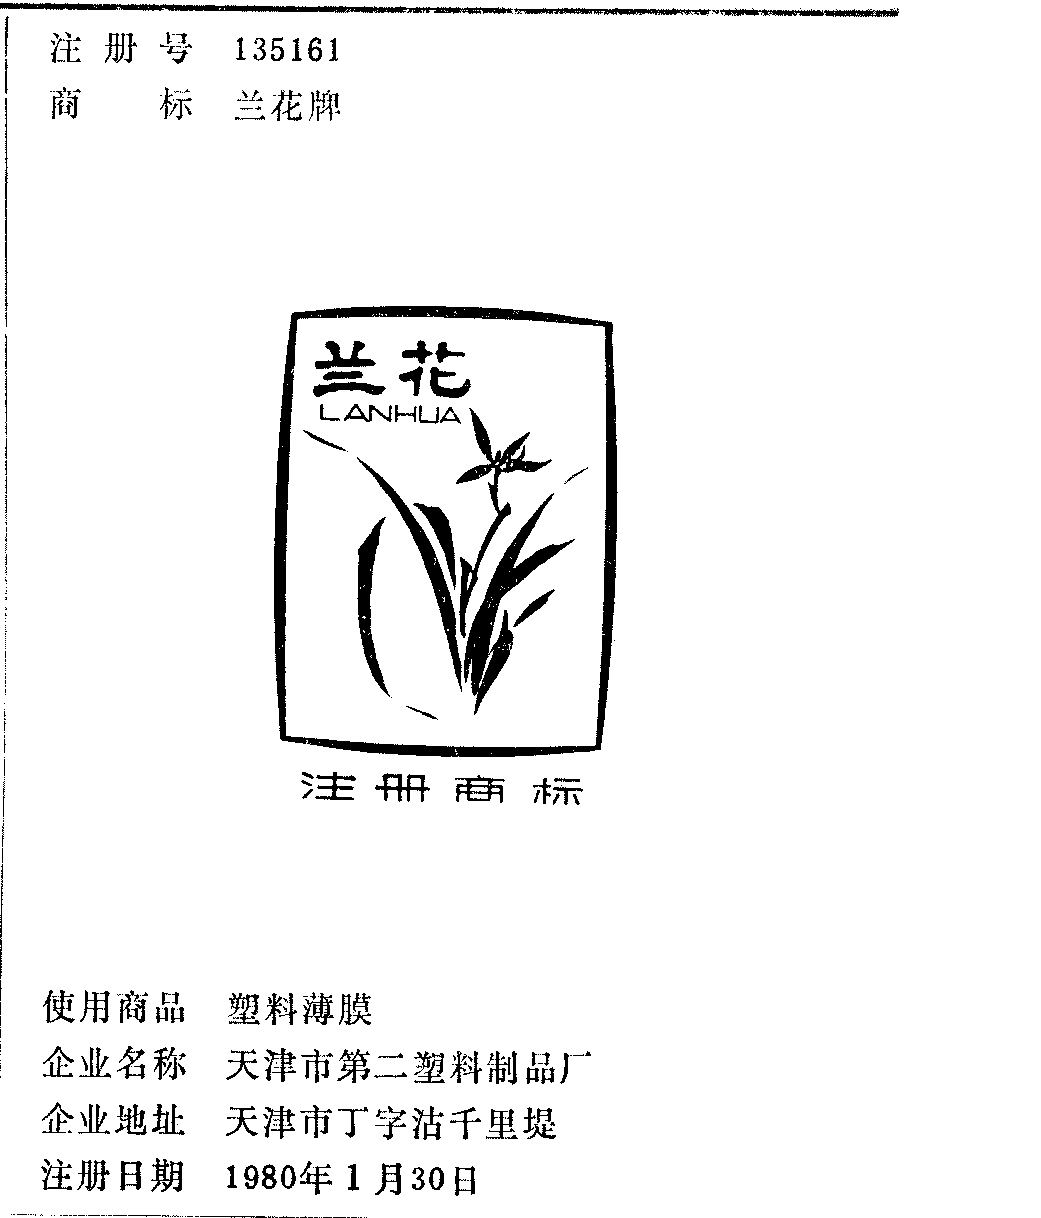 注册号 135161
商标 兰花牌
兰花
LANHUA
注册商标
使用商品 塑料薄膜
企业名称 天津市第二塑料制品厂
企业地址 天津市丁字沽千里堤
注册日期 1980年1月30日